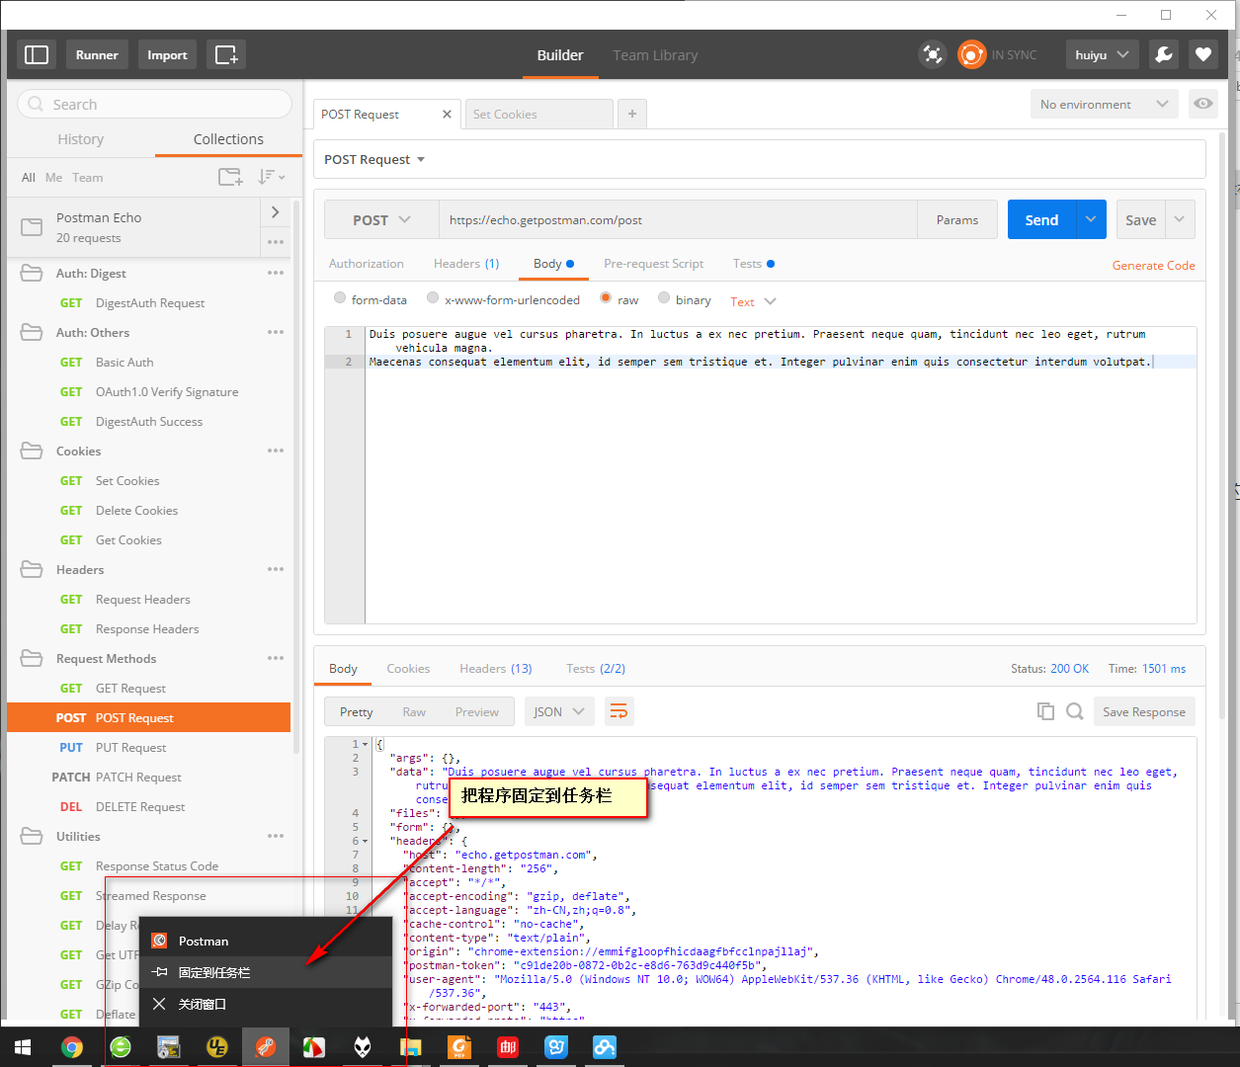 Runner Import Builder Team Library IN SYNC huiyu
Search
History Collections
All Me Team
Postman Echo
20 requests
Auth: Digest
GET DigestAuth Request
Auth: Others
GET Basic Auth
GET OAuth1.0 Verify Signature
GET DigestAuth Success
Cookies
GET Set Cookies
GET Delete Cookies
GET Get Cookies
Headers
GET Request Headers
GET Response Headers
Request Methods
GET GET Request
POST POST Request
PUT PUT Request
PATCH PATCH Request
DEL DELETE Request
Utilities
GET Response Status Code
GET Streamed Response
GET Delay R
GET Get UTF
GET GZip Co
GET Deflate
POST Request Set Cookies No environment
POST Request
POST https://echo.getpostman.com/post Params Send Save
Authorization Headers (1) Body Pre-request Script Tests Generate Code
form-data x-www-form-urlencoded raw binary Text
1 Duis posuere augue vel cursus pharetra. In luctus a ex nec pretium. Praesent neque quam, tincidunt nec leo eget, rutrum
vehicula magna.
2 Maecenas consequat elementum elit, id semper sem tristique et. Integer pulvinar enim quis consectetur interdum volutpat.
Body Cookies Headers (13) Tests (2/2) Status: 200 OK Time: 1501 ms
Pretty Raw Preview JSON Save Response
1 {
2 "args": {},
3 "data": "Duis posuere augue vel cursus pharetra. In luctus a ex nec pretium. Praesent neque quam, tincidunt nec leo eget,
rutru sequat elementum elit, id semper sem tristique et. Integer pulvinar enim quis
conse
4 "files":
5 "form": {},
6 "headers": {
7 "host": "echo.getpostman.com",
8 "content-length": "256",
9 "accept": "*/*",
10 "accept-encoding": "gzip, deflate",
11 "accept-language": "zh-CN,zh;q=0.8",
"cache-control": "no-cache",
"content-type": "text/plain",
"origin": "chrome-extension://emmifgloopfhicdaagfbfcclnpajllaj",
"postman-token": "c91de20b-0872-0b2c-e8d6-763d9c440f5b",
"user-agent": "Mozilla/5.0 (Windows NT 10.0; WOW64) AppleWebKit/537.36 (KHTML, like Gecko) Chrome/48.0.2564.116 Safari
/537.36",
"x-forwarded-port": "443",
把程序固定到任务栏
Postman
固定到任务栏
关闭窗口